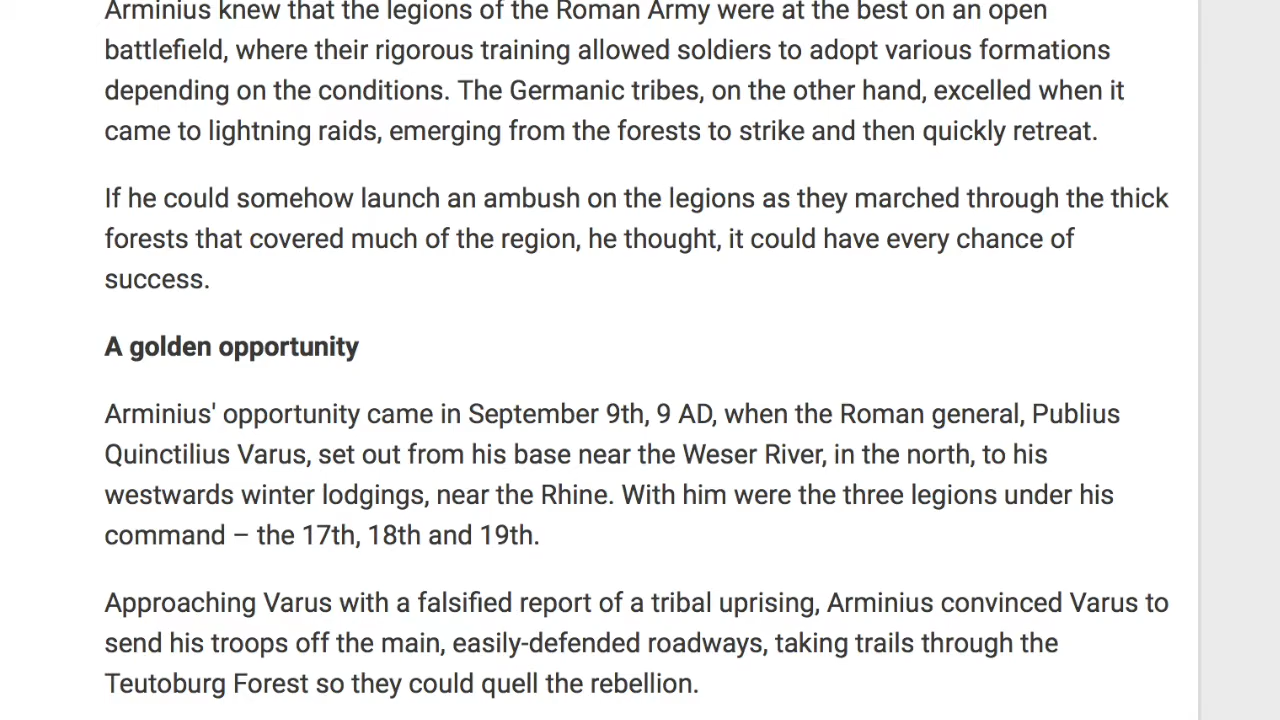 Arminius knew that the legions of the Roman Army were at the best on an open
battlefield, where their rigorous training allowed soldiers to adopt various formations
depending on the conditions. The Germanic tribes, on the other hand, excelled when it
came to lightning raids, emerging from the forests to strike and then quickly retreat.
If he could somehow launch an ambush on the legions as they marched through the thick
forests that covered much of the region, he thought, it could have every chance of
success.
A golden opportunity
Arminius' opportunity came in September 9th, 9 AD, when the Roman general, Publius
Quinctilius Varus, set out from his base near the Weser River, in the north, to his
westwards winter lodgings, near the Rhine. With him were the three legions under his
command – the 17th, 18th and 19th.
Approaching Varus with a falsified report of a tribal uprising, Arminius convinced Varus to
send his troops off the main, easily-defended roadways, taking trails through the
Teutoburg Forest so they could quell the rebellion.